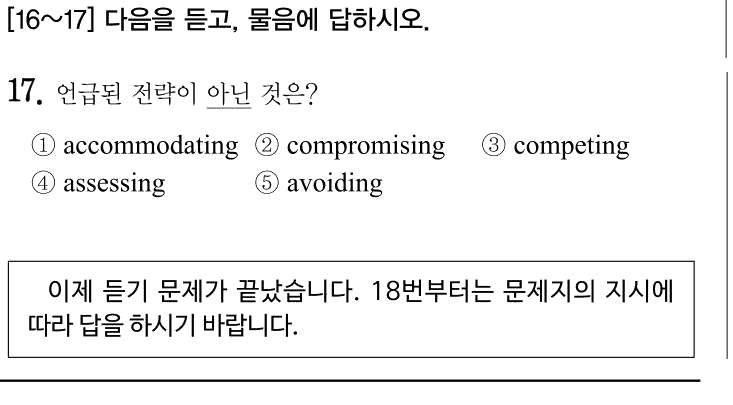 [16～17] 다음을 듣고, 물음에 답하시오.
17. 언급된 전략이 아닌 것은?
① accommodating ② compromising ③ competing
④ assessing ⑤ avoiding
이제 듣기 문제가 끝났습니다. 18번부터는 문제지의 지시에
따라 답을 하시기 바랍니다.